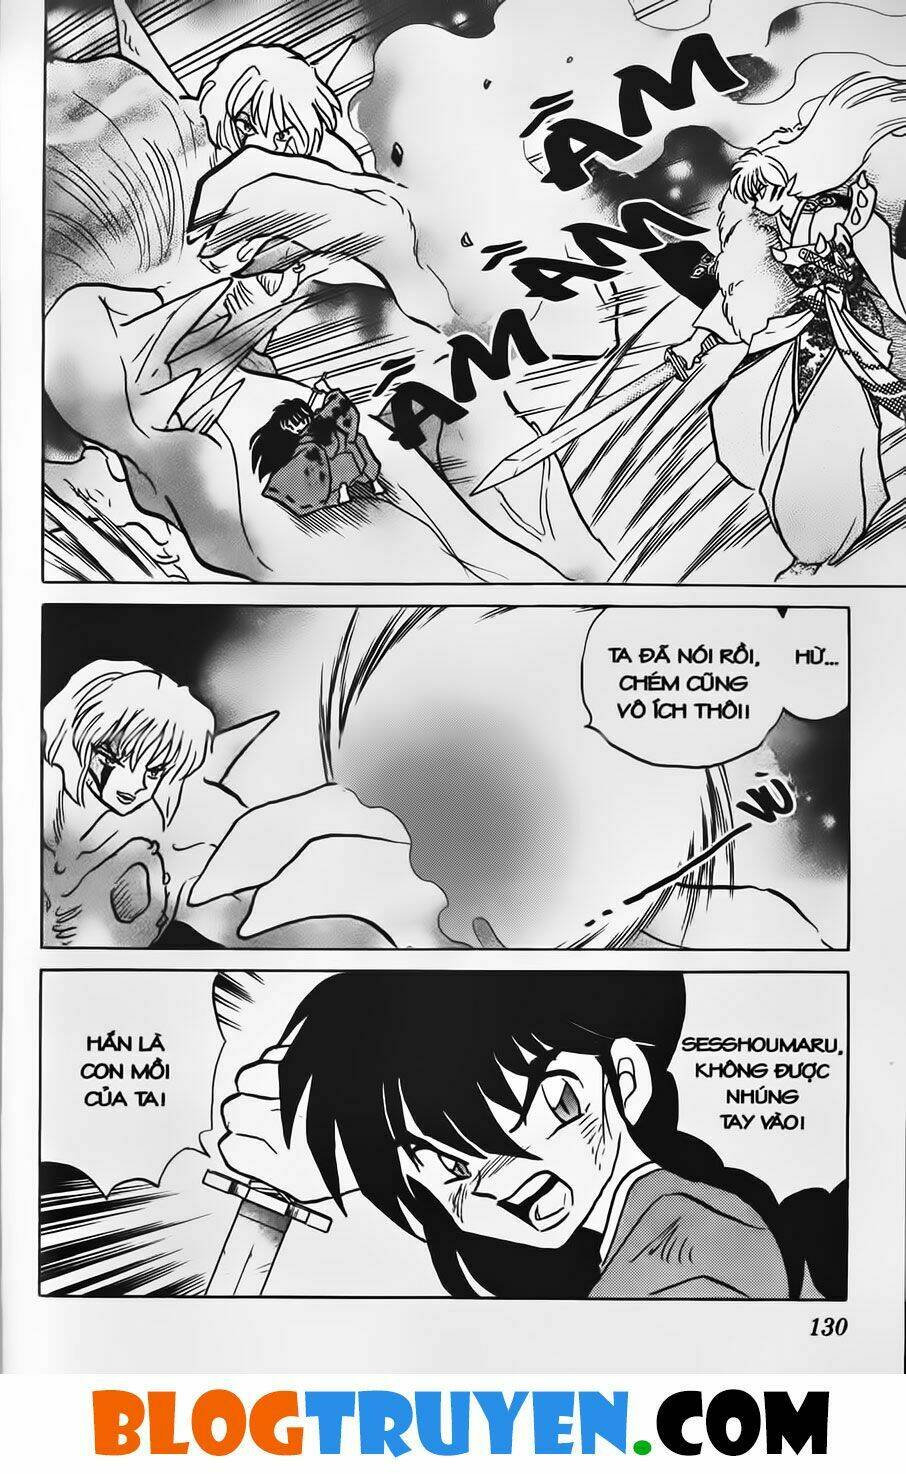 ẦM
ẦM
ẦM
HỪ...
TA ĐÃ NÓI RỒI,
CHÉM CŨNG
VÔ ÍCH THÔI!
VÙ
SESSHOUMARU,
KHÔNG ĐƯỢC
NHÚNG
TAY VÀO!
HẮN LÀ
CON MỒI
CỦA TA!
130
BLOGTRUYEN.COM